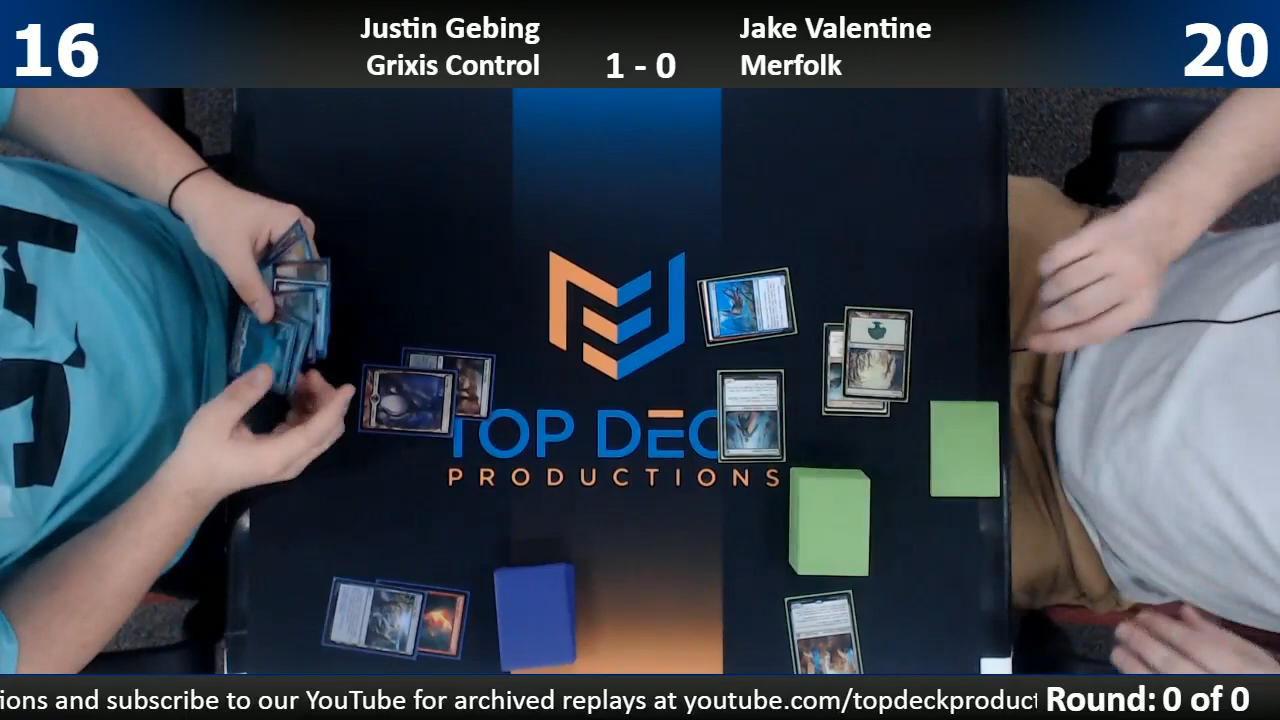 16
Justin Gebing
Grixis Control
1 - 0
Jake Valentine
Merfolk
20
TOP DEC
PRODUCTIONS
ions and subscribe to our YouTube for archived replays at youtube.com/topdeckproduct
Round: 0 of 0